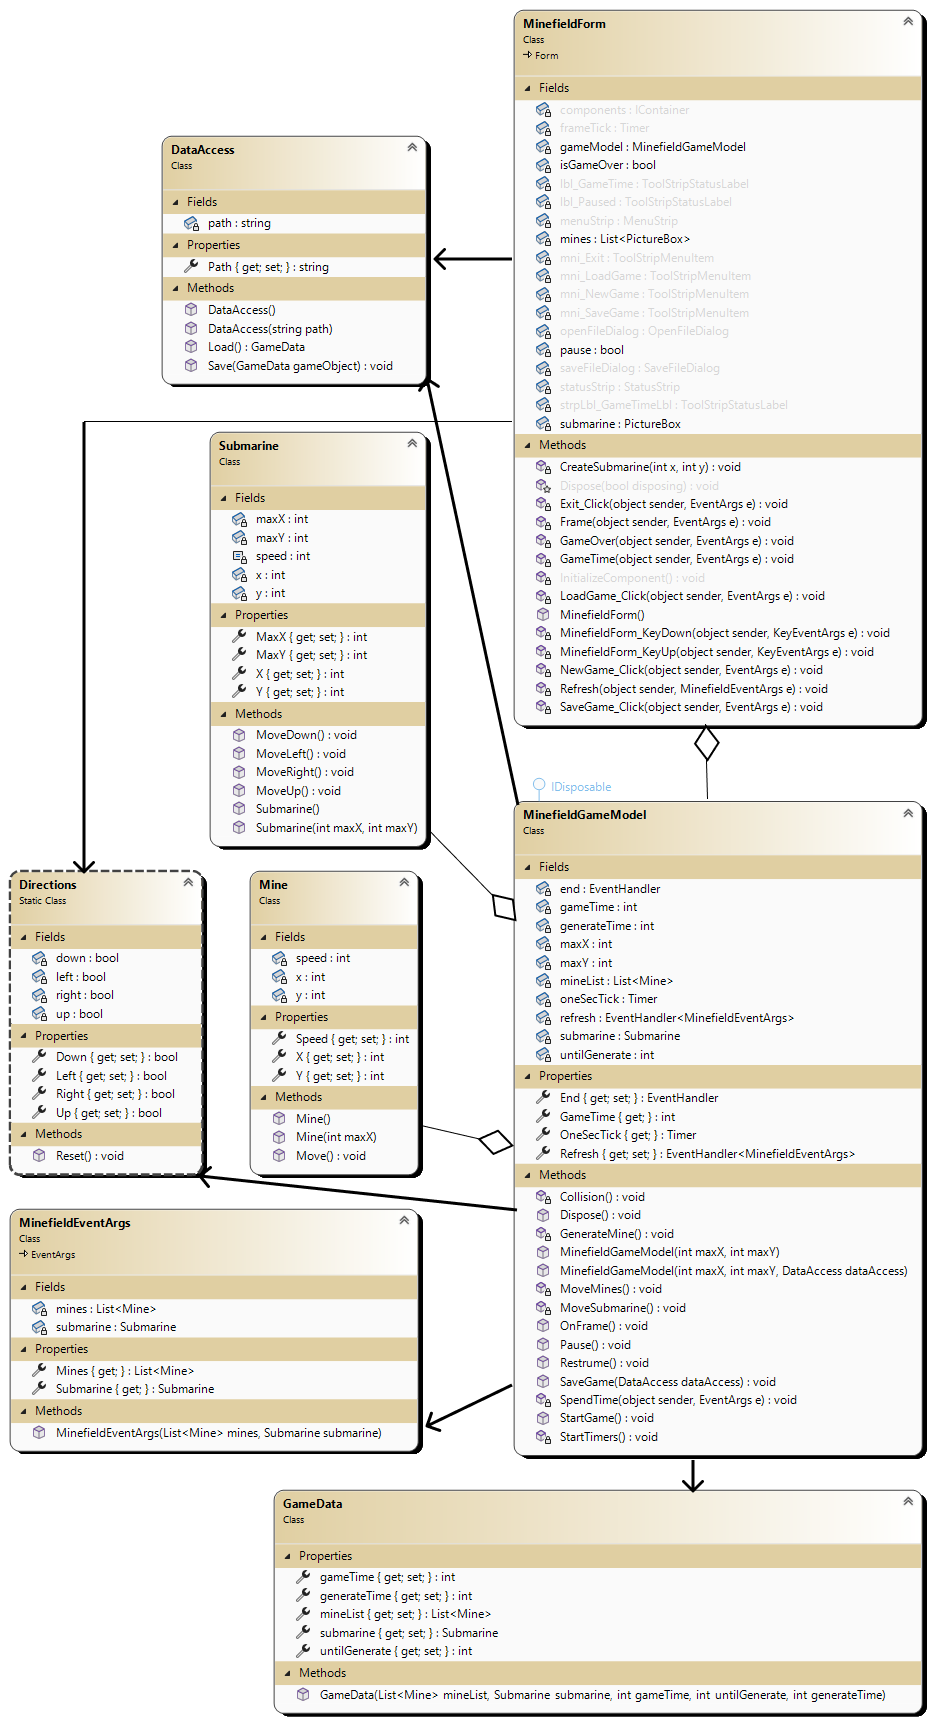 MinefieldForm
Class
Form
Fields
components : IContainer
frameTick : Timer
gameModel : MinefieldGameModel
isGameOver : bool
lbl_GameTime : ToolStripStatusLabel
lbl_Paused : ToolStripStatusLabel
menuStrip : MenuStrip
mines : List<PictureBox>
mni_Exit : ToolStripMenuItem
mni_LoadGame : ToolStripMenuItem
mni_NewGame : ToolStripMenuItem
mni_SaveGame : ToolStripMenuItem
openFileDialog : OpenFileDialog
pause : bool
saveFileDialog : SaveFileDialog
statusStrip : StatusStrip
strpLbl_GameTimeLbl : ToolStripStatusLabel
submarine : PictureBox
Methods
CreateSubmarine(int x, int y) : void
Dispose(bool disposing) : void
Exit_Click(object sender, EventArgs e) : void
Frame(object sender, EventArgs e) : void
GameOver(object sender, EventArgs e) : void
GameTime(object sender, EventArgs e) : void
InitializeComponent() : void
LoadGame_Click(object sender, EventArgs e) : void
MinefieldForm()
MinefieldForm_KeyDown(object sender, KeyEventArgs e) : void
MinefieldForm_KeyUp(object sender, KeyEventArgs e) : void
NewGame_Click(object sender, EventArgs e) : void
Refresh(object sender, MinefieldEventArgs e) : void
SaveGame_Click(object sender, EventArgs e) : void
DataAccess
Class
Fields
path : string
Properties
Path { get; set; } : string
Methods
DataAccess()
DataAccess(string path)
Load() : GameData
Save(GameData gameObject) : void
Submarine
Class
Fields
maxX : int
maxY : int
speed : int
x : int
y : int
Properties
MaxX { get; set; } : int
MaxY { get; set; } : int
X { get; set; } : int
Y { get; set; } : int
Methods
MoveDown() : void
MoveLeft() : void
MoveRight() : void
MoveUp() : void
Submarine()
Submarine(int maxX, int maxY)
IDisposable
MinefieldGameModel
Class
Fields
end : EventHandler
gameTime : int
generateTime : int
maxX : int
maxY : int
mineList : List<Mine>
oneSecTick : Timer
refresh : EventHandler<MinefieldEventArgs>
submarine : Submarine
untilGenerate : int
Properties
End { get; set; } : EventHandler
GameTime { get; } : int
OneSecTick { get; } : Timer
Refresh { get; set; } : EventHandler<MinefieldEventArgs>
Methods
Collision() : void
Dispose() : void
GenerateMine() : void
MinefieldGameModel(int maxX, int maxY)
MinefieldGameModel(int maxX, int maxY, DataAccess dataAccess)
MoveMines() : void
MoveSubmarine() : void
OnFrame() : void
Pause() : void
Restrume() : void
SaveGame(DataAccess dataAccess) : void
SpendTime(object sender, EventArgs e) : void
StartGame() : void
StartTimers() : void
Directions
Static Class
Fields
down : bool
left : bool
right : bool
up : bool
Properties
Down { get; set; } : bool
Left { get; set; } : bool
Right { get; set; } : bool
Up { get; set; } : bool
Methods
Reset() : void
Mine
Class
Fields
speed : int
x : int
y : int
Properties
Speed { get; set; } : int
X { get; set; } : int
Y { get; set; } : int
Methods
Mine()
Mine(int maxX)
Move() : void
MinefieldEventArgs
Class
EventArgs
Fields
mines : List<Mine>
submarine : Submarine
Properties
Mines { get; } : List<Mine>
Submarine { get; } : Submarine
Methods
MinefieldEventArgs(List<Mine> mines, Submarine submarine)
GameData
Class
Properties
gameTime { get; set; } : int
generateTime { get; set; } : int
mineList { get; set; } : List<Mine>
submarine { get; set; } : Submarine
untilGenerate { get; set; } : int
Methods
GameData(List<Mine> mineList, Submarine submarine, int gameTime, int untilGenerate, int generateTime)